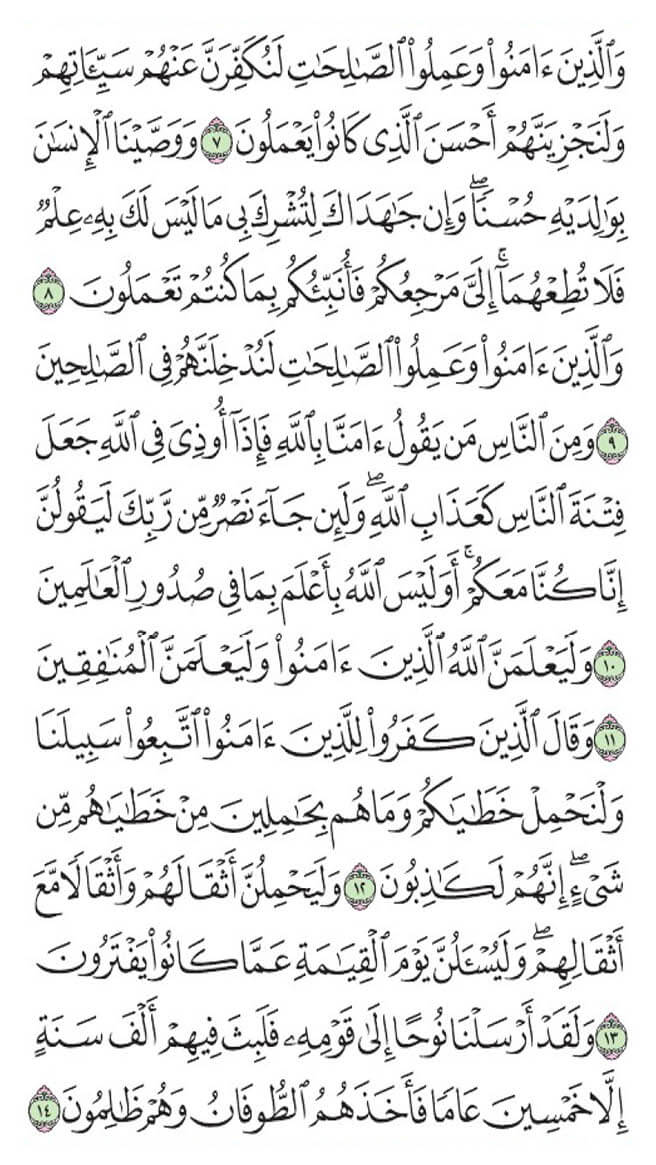 وَٱلَّذِينَ ءَامَنُوا۟ وَعَمِلُوا۟ ٱلصَّـٰلِحَـٰتِ لَنُكَفِّرَنَّ عَنْهُمْ سَيِّـَٔاتِهِمْ
وَلَنَجْزِيَنَّهُمْ أَحْسَنَ ٱلَّذِى كَانُوا۟ يَعْمَلُونَ ٧ وَوَصَّيْنَا ٱلْإِنسَـٰنَ
بِوَٰلِدَيْهِ حُسْنًاۖ وَإِن جَـٰهَدَاكَ لِتُشْرِكَ بِى مَا لَيْسَ لَكَ بِهِۦ عِلْمٌ
فَلَا تُطِعْهُمَآۚ إِلَىَّ مَرْجِعُكُمْ فَأُنَبِّئُكُم بِمَا كُنتُمْ تَعْمَلُونَ ٨
وَٱلَّذِينَ ءَامَنُوا۟ وَعَمِلُوا۟ ٱلصَّـٰلِحَـٰتِ لَنُدْخِلَنَّهُمْ فِى ٱلصَّـٰلِحِينَ
٩ وَمِنَ ٱلنَّاسِ مَن يَقُولُ ءَامَنَّا بِٱللَّهِ فَإِذَآ أُوذِىَ فِى ٱللَّهِ جَعَلَ
فِتْنَةَ ٱلنَّاسِ كَعَذَابِ ٱللَّهِۖ وَلَئِن جَآءَ نَصْرٌ مِّن رَّبِّكَ لَيَقُولُنَّ
إِنَّا كُنَّا مَعَكُمْۚ أَوَلَيْسَ ٱللَّهُ بِأَعْلَمَ بِمَا فِى صُدُورِ ٱلْعَـٰلَمِينَ
١٠ وَلَيَعْلَمَنَّ ٱللَّهُ ٱلَّذِينَ ءَامَنُوا۟ وَلَيَعْلَمَنَّ ٱلْمُنَـٰفِقِينَ
١١ وَقَالَ ٱلَّذِينَ كَفَرُوا۟ لِلَّذِينَ ءَامَنُوا۟ ٱتَّبِعُوا۟ سَبِيلَنَا
وَلْنَحْمِلْ خَطَـٰيَـٰكُمْ وَمَا هُم بِحَـٰمِلِينَ مِنْ خَطَـٰيَـٰهُم مِّن
شَىْءٍۖ إِنَّهُمْ لَكَـٰذِبُونَ ١٢ وَلَيَحْمِلُنَّ أَثْقَالَهُمْ وَأَثْقَالًا مَّعَ
أَثْقَالِهِمْۖ وَلَيُسْـَٔلُنَّ يَوْمَ ٱلْقِيَـٰمَةِ عَمَّا كَانُوا۟ يَفْتَرُونَ
١٣ وَلَقَدْ أَرْسَلْنَا نُوحًا إِلَىٰ قَوْمِهِۦ فَلَبِثَ فِيهِمْ أَلْفَ سَنَةٍ
إِلَّا خَمْسِينَ عَامًا فَأَخَذَهُمُ ٱلطُّوفَانُ وَهُمْ ظَـٰلِمُونَ ١٤